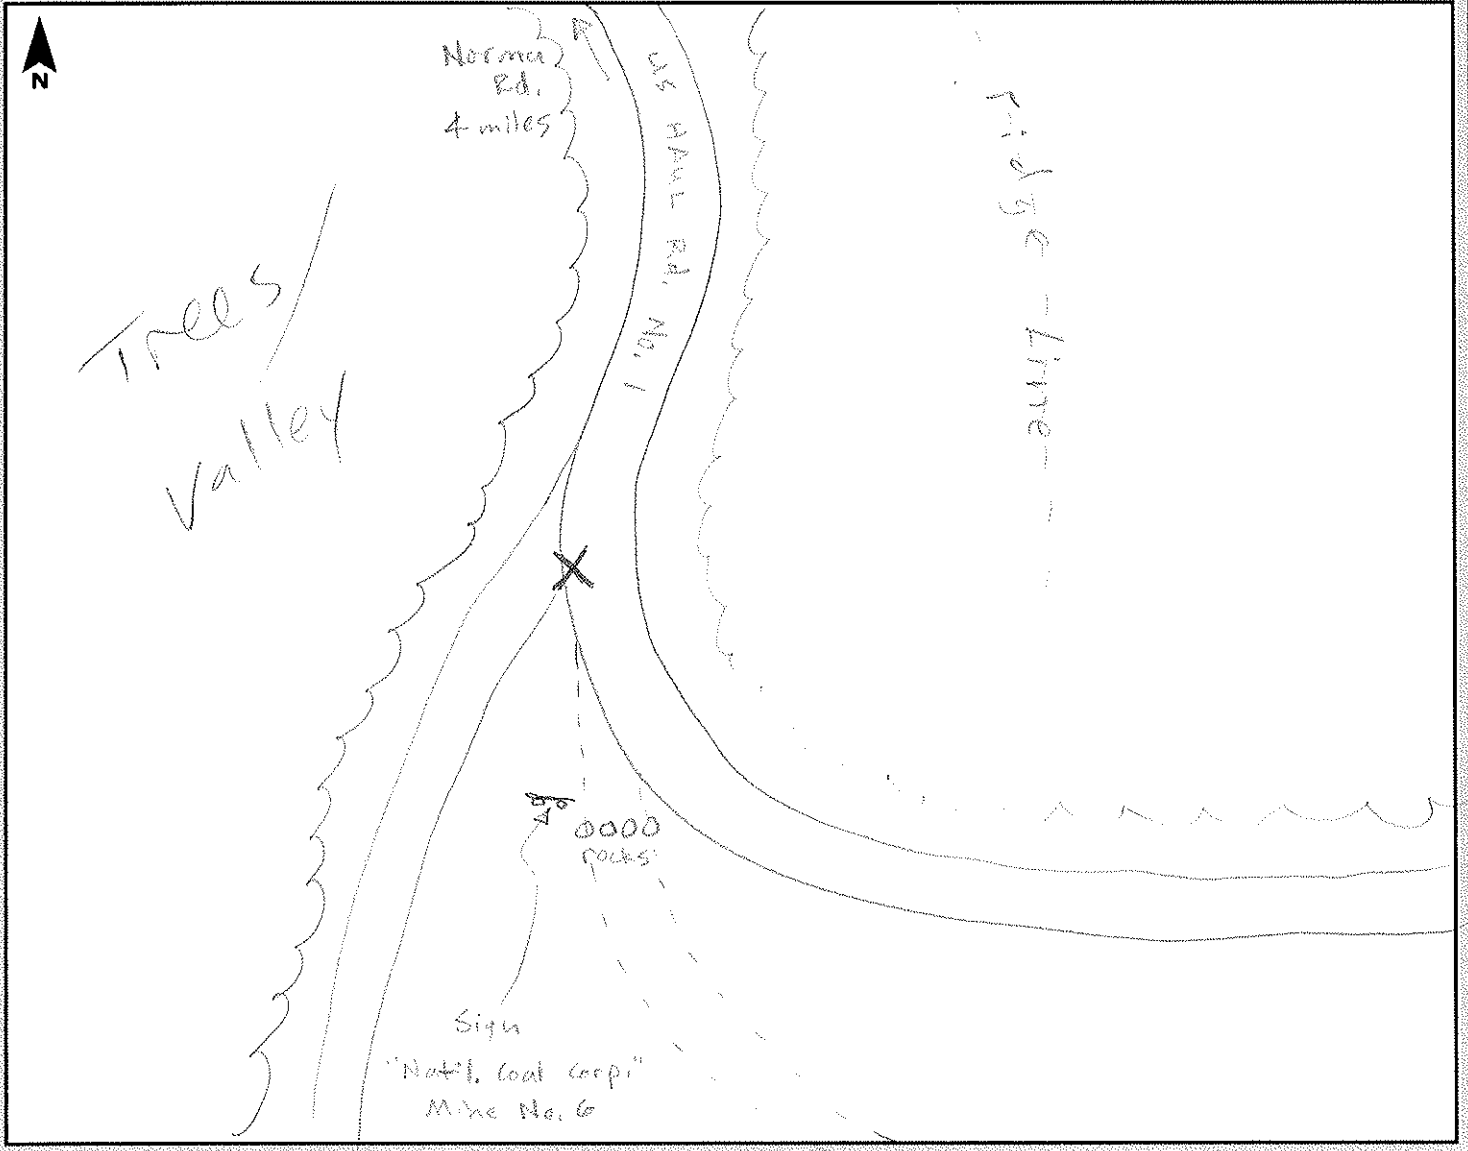 N
Norma
Rd.
4 miles
US HAUL Rd. No. 1
ridge-Line
Trees/
Valley
rocks
Sign
"Nat'l. Coal Corp."
Mine No. 6